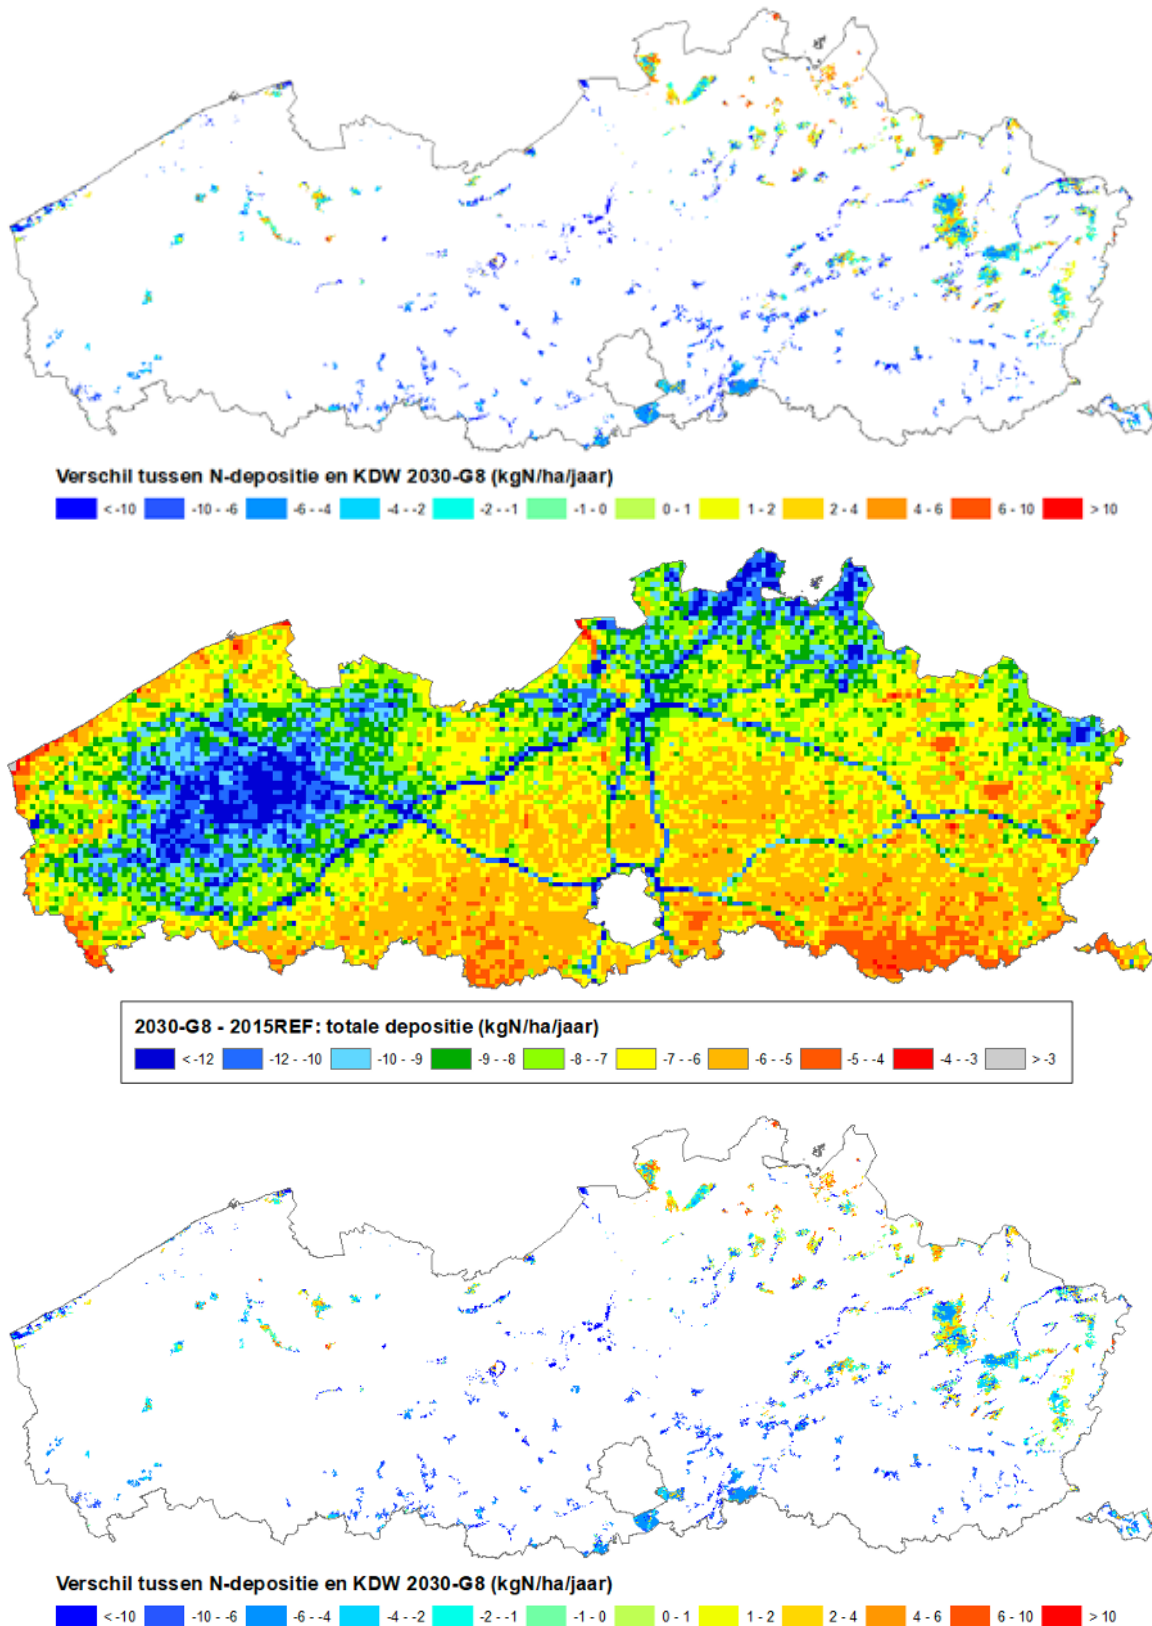 Verschil tussen N-depositie en KDW 2030-G8 (kgN/ha/jaar)
< -10 -10 - -6 -6 - -4 -4 - -2 -2 - -1 -1 - 0 0 - 1 1 - 2 2 - 4 4 - 6 6 - 10 > 10
2030-G8 - 2015REF: totale depositie (kgN/ha/jaar)
< -12 -12 - -10 -10 - -9 -9 - -8 -8 - -7 -7 - -6 -6 - -5 -5 - -4 -4 - -3 > -3
Verschil tussen N-depositie en KDW 2030-G8 (kgN/ha/jaar)
< -10 -10 - -6 -6 - -4 -4 - -2 -2 - -1 -1 - 0 0 - 1 1 - 2 2 - 4 4 - 6 6 - 10 > 10